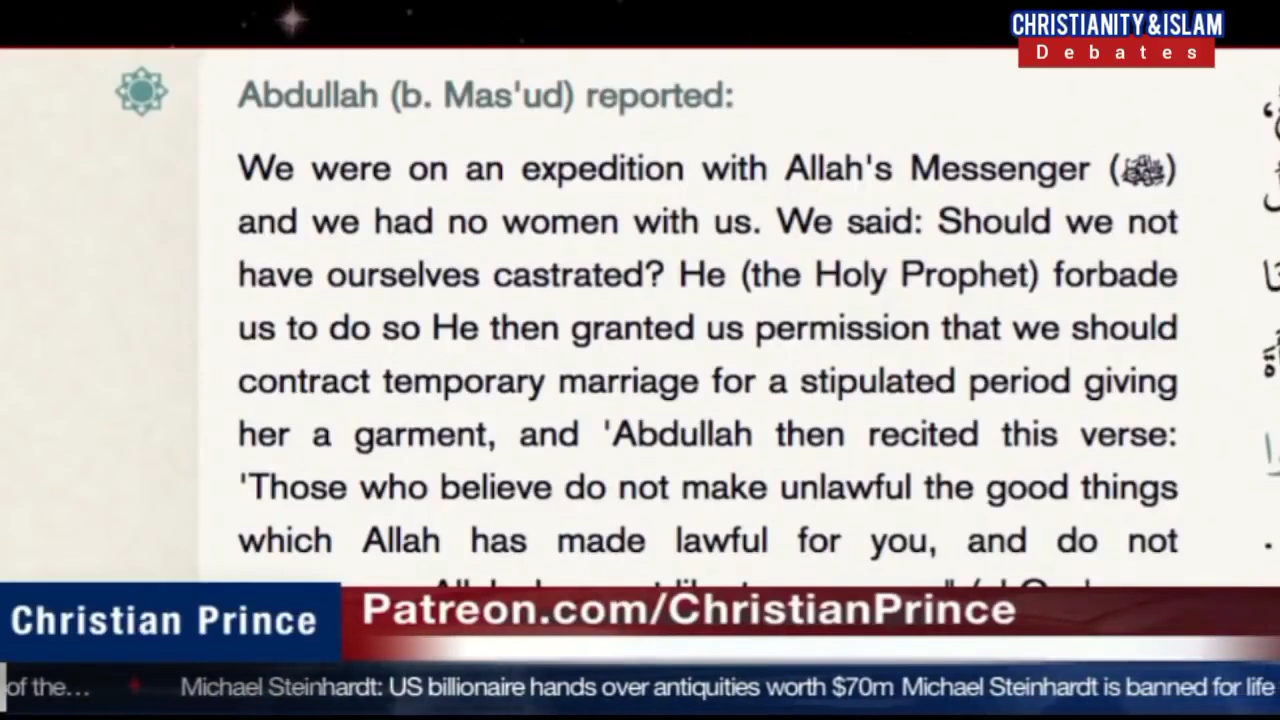 CHRISTIANITY & ISLAM
Debates
Abdullah (b. Mas'ud) reported:
We were on an expedition with Allah's Messenger (ﷺ)
and we had no women with us. We said: Should we not
have ourselves castrated? He (the Holy Prophet) forbade
us to do so He then granted us permission that we should
contract temporary marriage for a stipulated period giving
her a garment, and 'Abdullah then recited this verse:
'Those who believe do not make unlawful the good things
which Allah has made lawful for you, and do not
Christian Prince
Patreon.com/ChristianPrince
of the... Michael Steinhardt: US billionaire hands over antiquities worth $70m Michael Steinhardt is banned for life